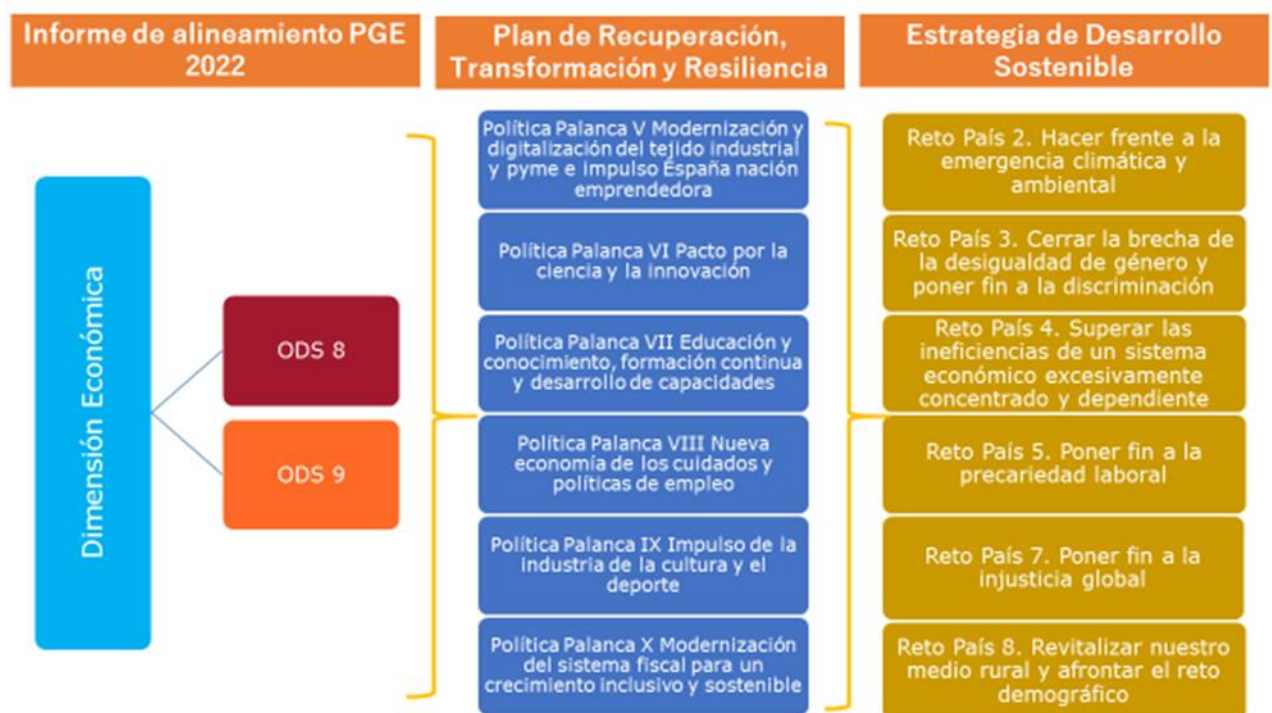 Informe de alineamiento PGE
2022
Plan de Recuperación,
Transformación y Resiliencia
Estrategia de Desarrollo
Sostenible
Dimensión Económica
ODS 8
ODS 9
Política Palanca V Modernización y
digitalización del tejido industrial
y pyme e impulso España nación
emprendedora
Política Palanca VI Pacto por la
ciencia y la innovación
Política Palanca VII Educación y
conocimiento, formación continua
y desarrollo de capacidades
Política Palanca VIII Nueva
economía de los cuidados y
políticas de empleo
Política Palanca IX Impulso de la
industria de la cultura y el
deporte
Política Palanca X Modernización
del sistema fiscal para un
crecimiento inclusivo y sostenible
Reto País 2. Hacer frente a la
emergencia climática y
ambiental
Reto País 3. Cerrar la brecha de
la desigualdad de género y
poner fin a la discriminación
Reto País 4. Superar las
ineficiencias de un sistema
económico excesivamente
concentrado y dependiente
Reto País 5. Poner fin a la
precariedad laboral
Reto País 7. Poner fin a la
injusticia global
Reto País 8. Revitalizar nuestro
medio rural y afrontar el reto
demográfico